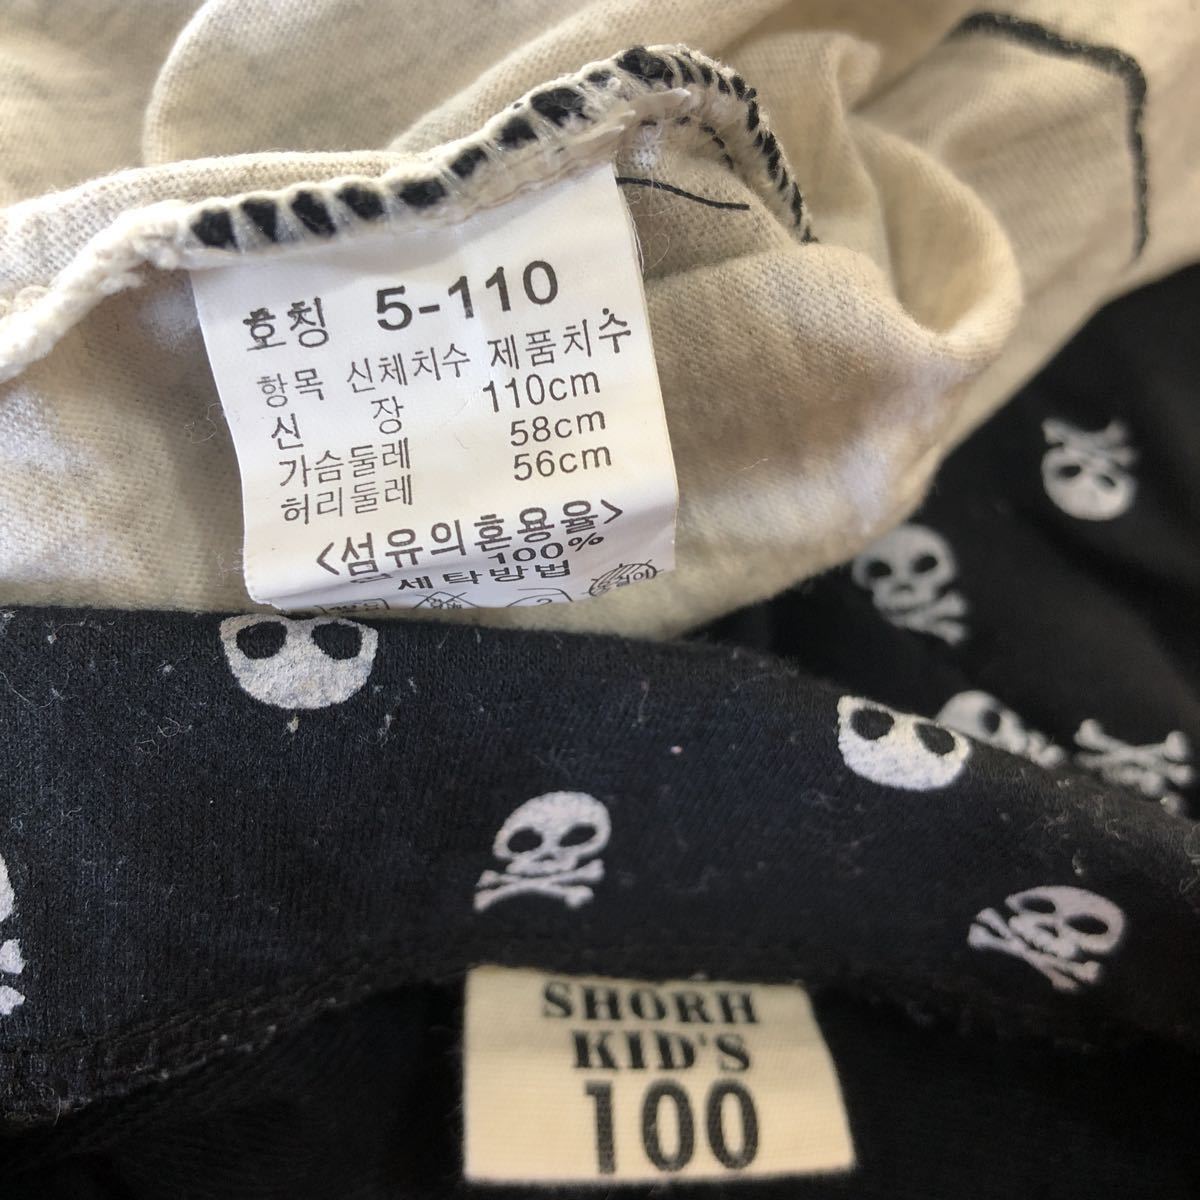 호칭 5-110
항목 신체치수 제품치수
신 장 110cm
가슴둘레 58cm
허리둘레 56cm
<섬유의혼용율>
100%
세탁방법
SHORH
KID'S
100